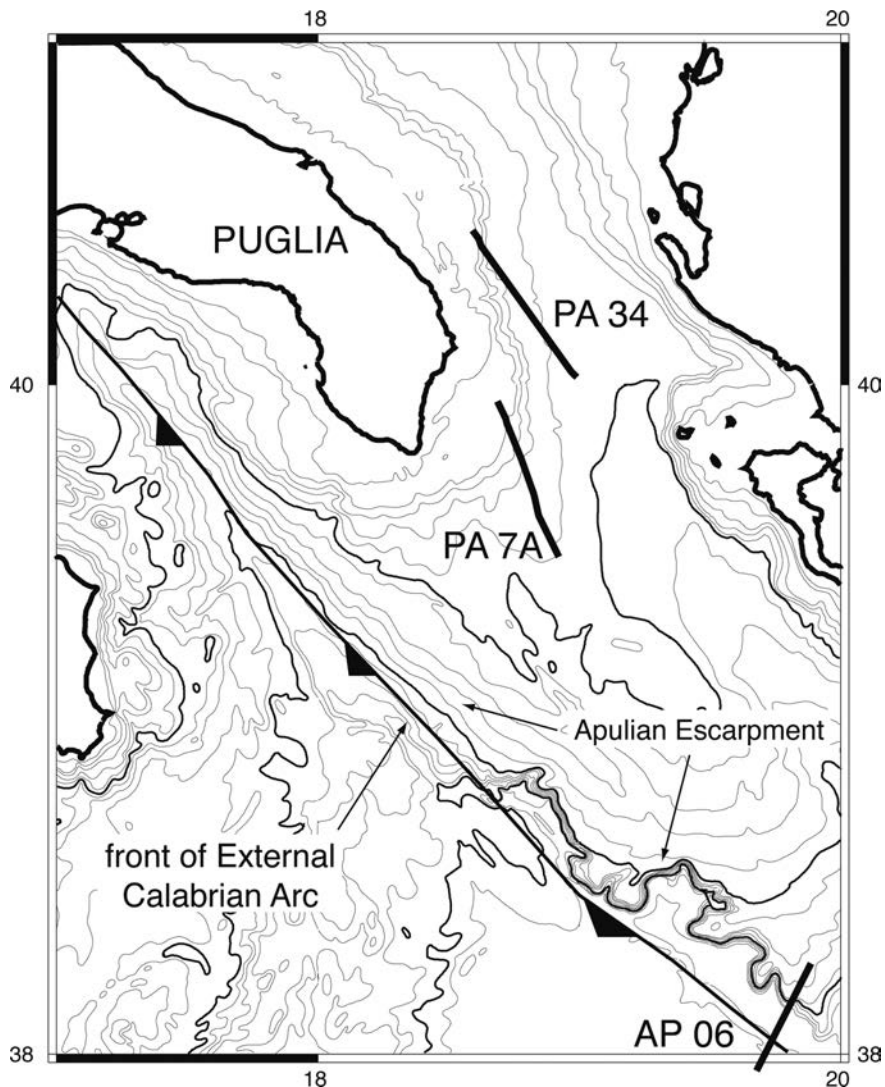 18
20
PUGLIA
PA 34
40
40
PA 7A
Apulian Escarpment
front of External
Calabrian Arc
AP 06
38
38
18
20